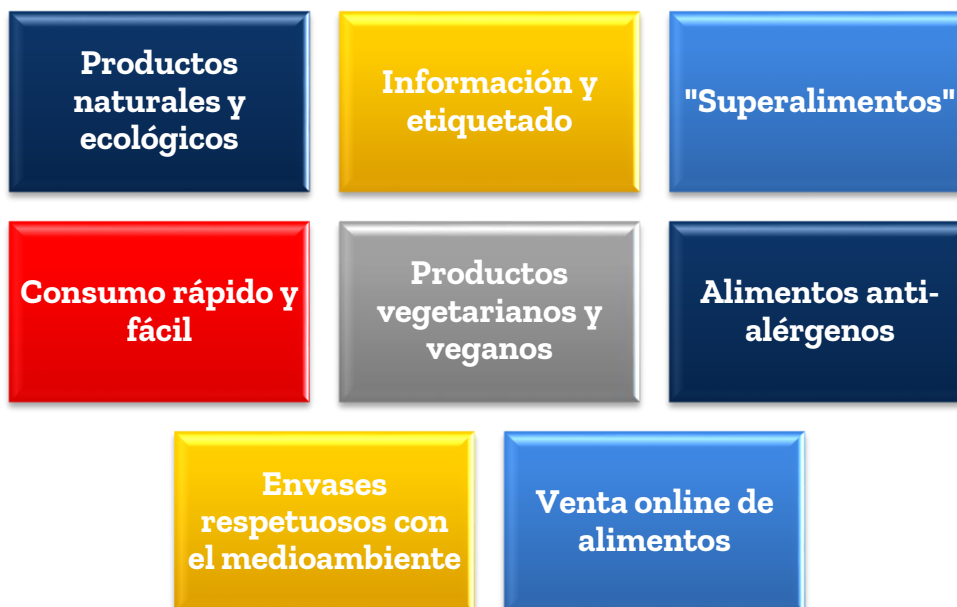 Productos
naturales y
ecológicos
Información y
etiquetado
"Superalimentos"
Consumo rápido y
fácil
Productos
vegetarianos y
veganos
Alimentos anti-
alérgenos
Envases
respetuosos con
el medioambiente
Venta online de
alimentos